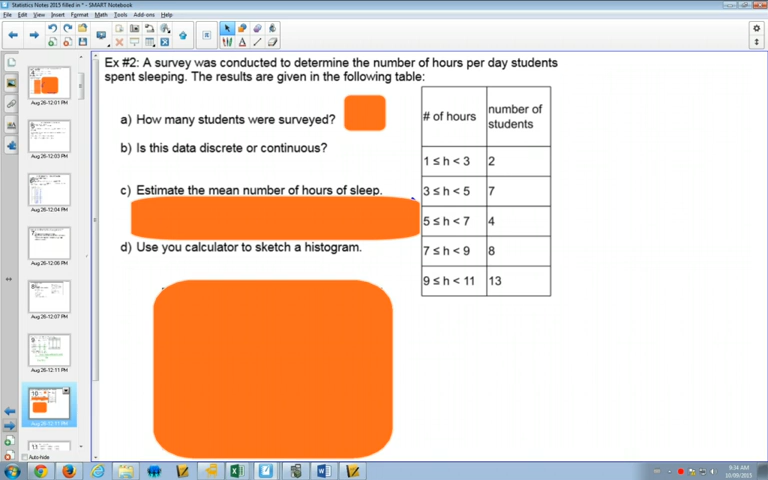 Statistics Notes 2015 filled in * - SMART Notebook
File Edit View Insert Format Math Tools Add-ons Help
Ex #2: A survey was conducted to determine the number of hours per day students
spent sleeping. The results are given in the following table:
a) How many students were surveyed?
b) Is this data discrete or continuous?
c) Estimate the mean number of hours of sleep.
d) Use you calculator to sketch a histogram.
# of hours number of
students
1 ≤ h < 3 2
3 ≤ h < 5 7
5 ≤ h < 7 4
7 ≤ h < 9 8
9 ≤ h < 11 13
Aug 26-12:01 PM
Aug 26-12:03 PM
Aug 26-12:04 PM
Aug 26-12:06 PM
Aug 26-12:07 PM
9
Aug 26-12:11 PM
10
Aug 26-12:11 PM
11
Auto-hide
9:34 AM
10/09/2015